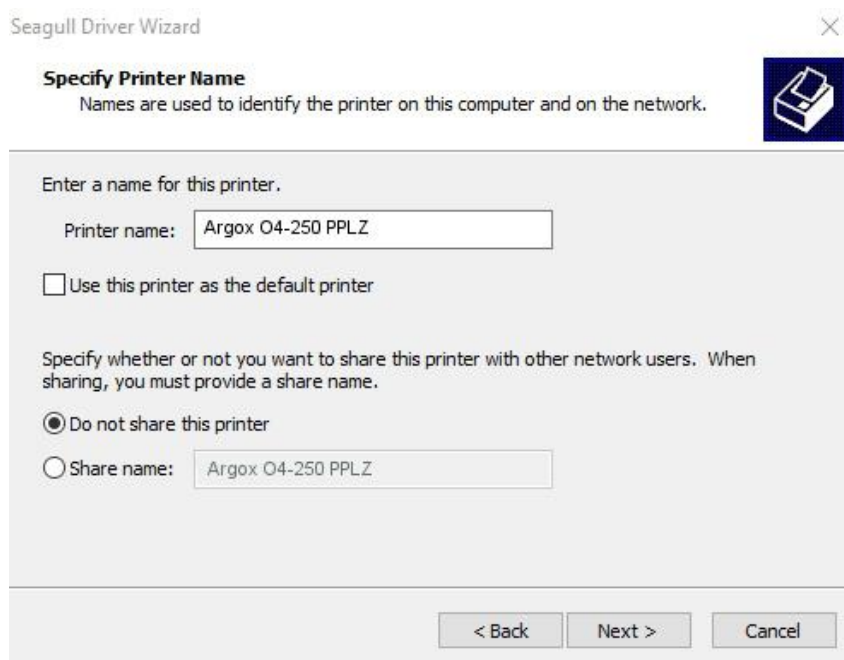 Seagull Driver Wizard
Specify Printer Name
Names are used to identify the printer on this computer and on the network.
Enter a name for this printer.
Printer name: Argox O4-250 PPLZ
Use this printer as the default printer
Specify whether or not you want to share this printer with other network users. When
sharing, you must provide a share name.
Do not share this printer
Share name: Argox O4-250 PPLZ
< Back Next > Cancel